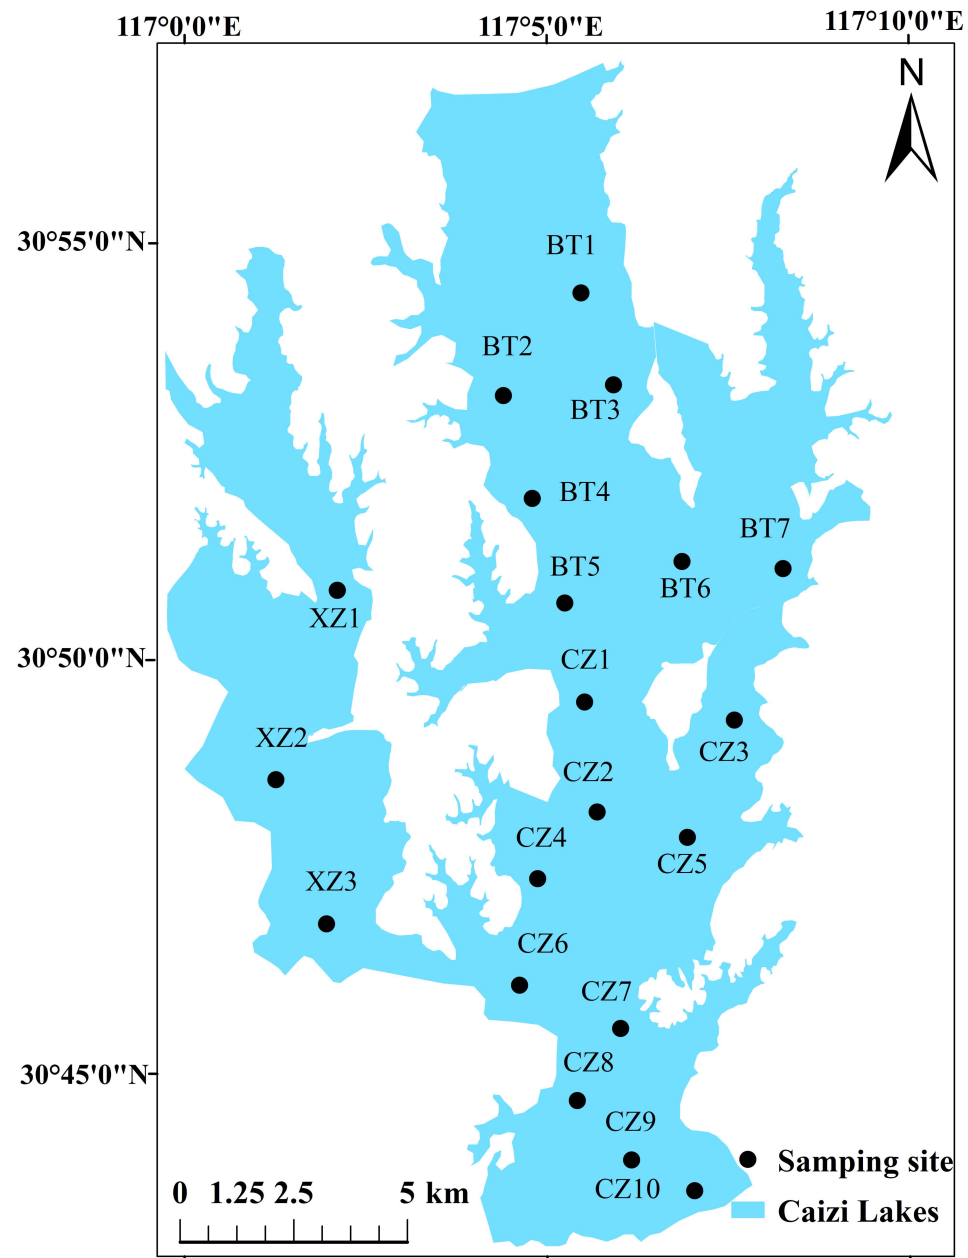 117°0'0"E 117°5'0"E 117°10'0"E
N
30°55'0"N
BT1
BT2
BT3
BT4
BT7
BT5
BT6
XZ1
30°50'0"N
CZ1
XZ2
CZ3
CZ2
CZ4
CZ5
XZ3
CZ6
CZ7
CZ8
30°45'0"N
CZ9
Samping site
CZ10
0 1.25 2.5 5 km
Caizi Lakes